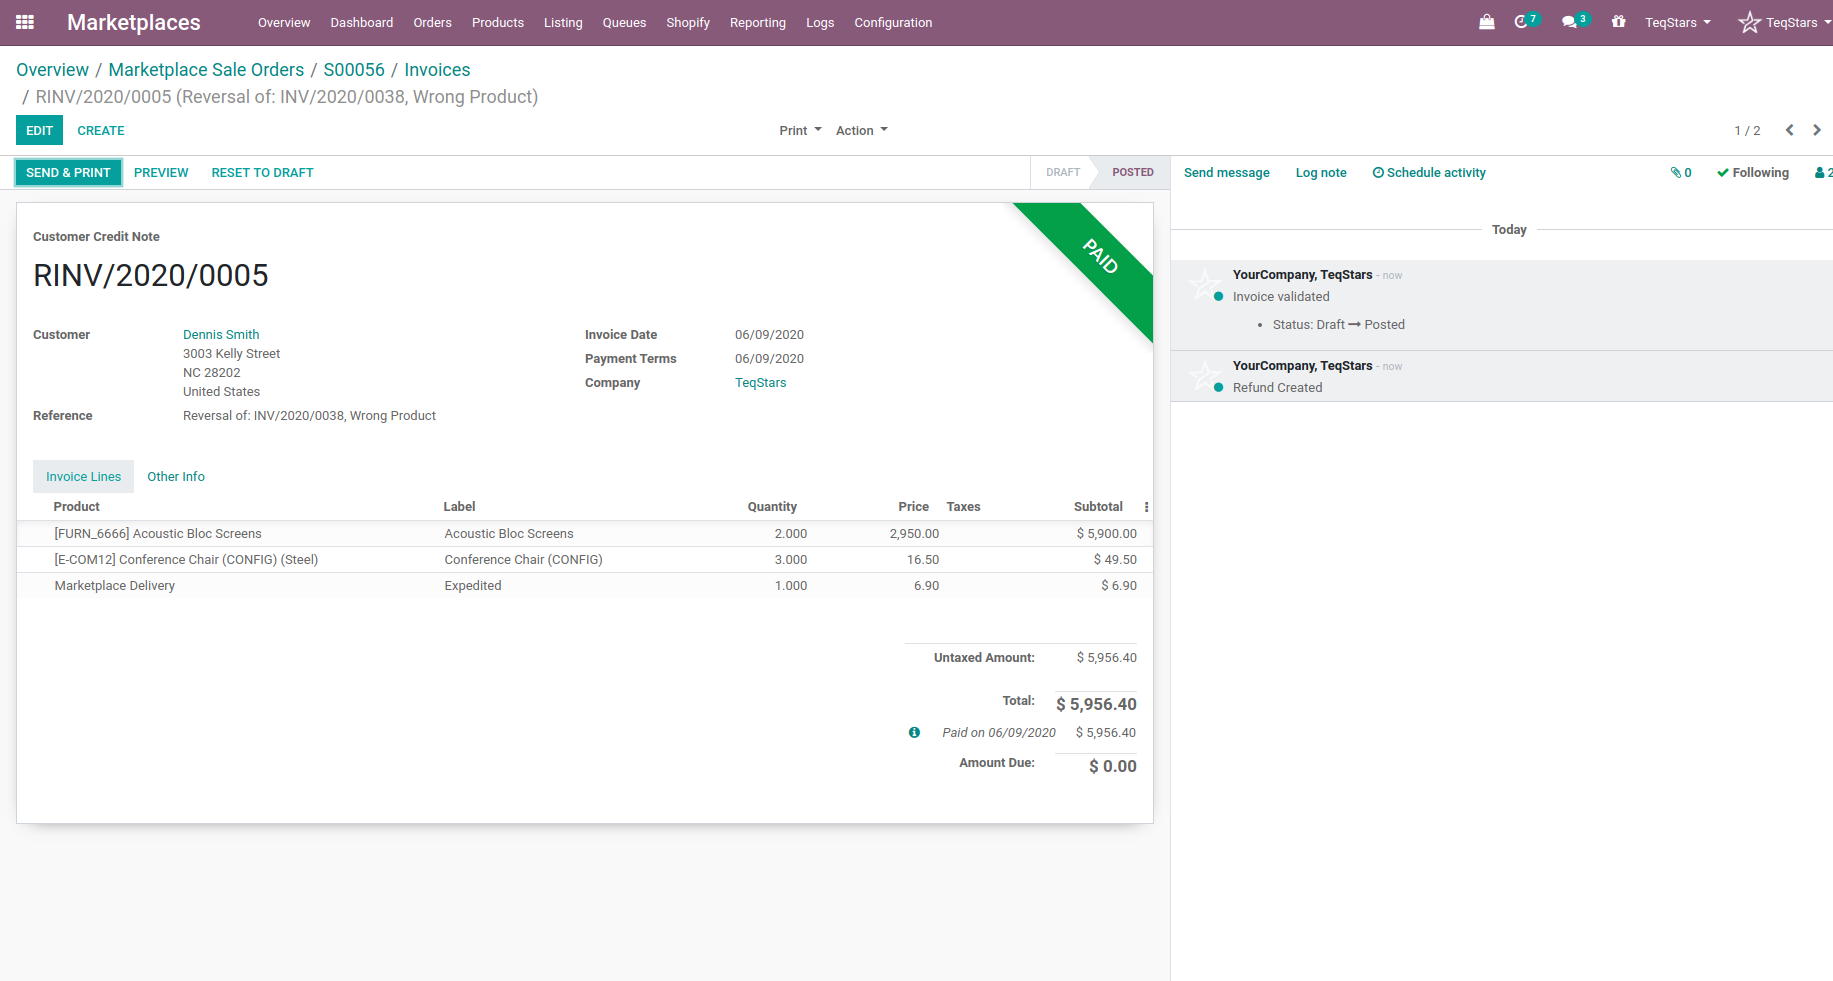 Marketplaces Overview Dashboard Orders Products Listing Queues Shopify Reporting Logs Configuration 7 3 TeqStars TeqStars
Overview / Marketplace Sale Orders / S00056 / Invoices
/ RINV/2020/0005 (Reversal of: INV/2020/0038, Wrong Product)
EDIT CREATE Print Action 1 / 2
SEND & PRINT PREVIEW RESET TO DRAFT DRAFT POSTED
Send message Log note Schedule activity 0 Following 2
Customer Credit Note
PAID
RINV/2020/0005
Customer Dennis Smith
3003 Kelly Street
NC 28202
United States
Reference Reversal of: INV/2020/0038, Wrong Product
Invoice Date 06/09/2020
Payment Terms 06/09/2020
Company TeqStars
Invoice Lines Other Info
Product Label Quantity Price Taxes Subtotal
[FURN_6666] Acoustic Bloc Screens Acoustic Bloc Screens 2.000 2,950.00 $ 5,900.00
[E-COM12] Conference Chair (CONFIG) (Steel) Conference Chair (CONFIG) 3.000 16.50 $ 49.50
Marketplace Delivery Expedited 1.000 6.90 $ 6.90
Untaxed Amount: $ 5,956.40
Total: $ 5,956.40
Paid on 06/09/2020 $ 5,956.40
Amount Due: $ 0.00
Today
YourCompany, TeqStars - now
Invoice validated
• Status: Draft → Posted
YourCompany, TeqStars - now
Refund Created